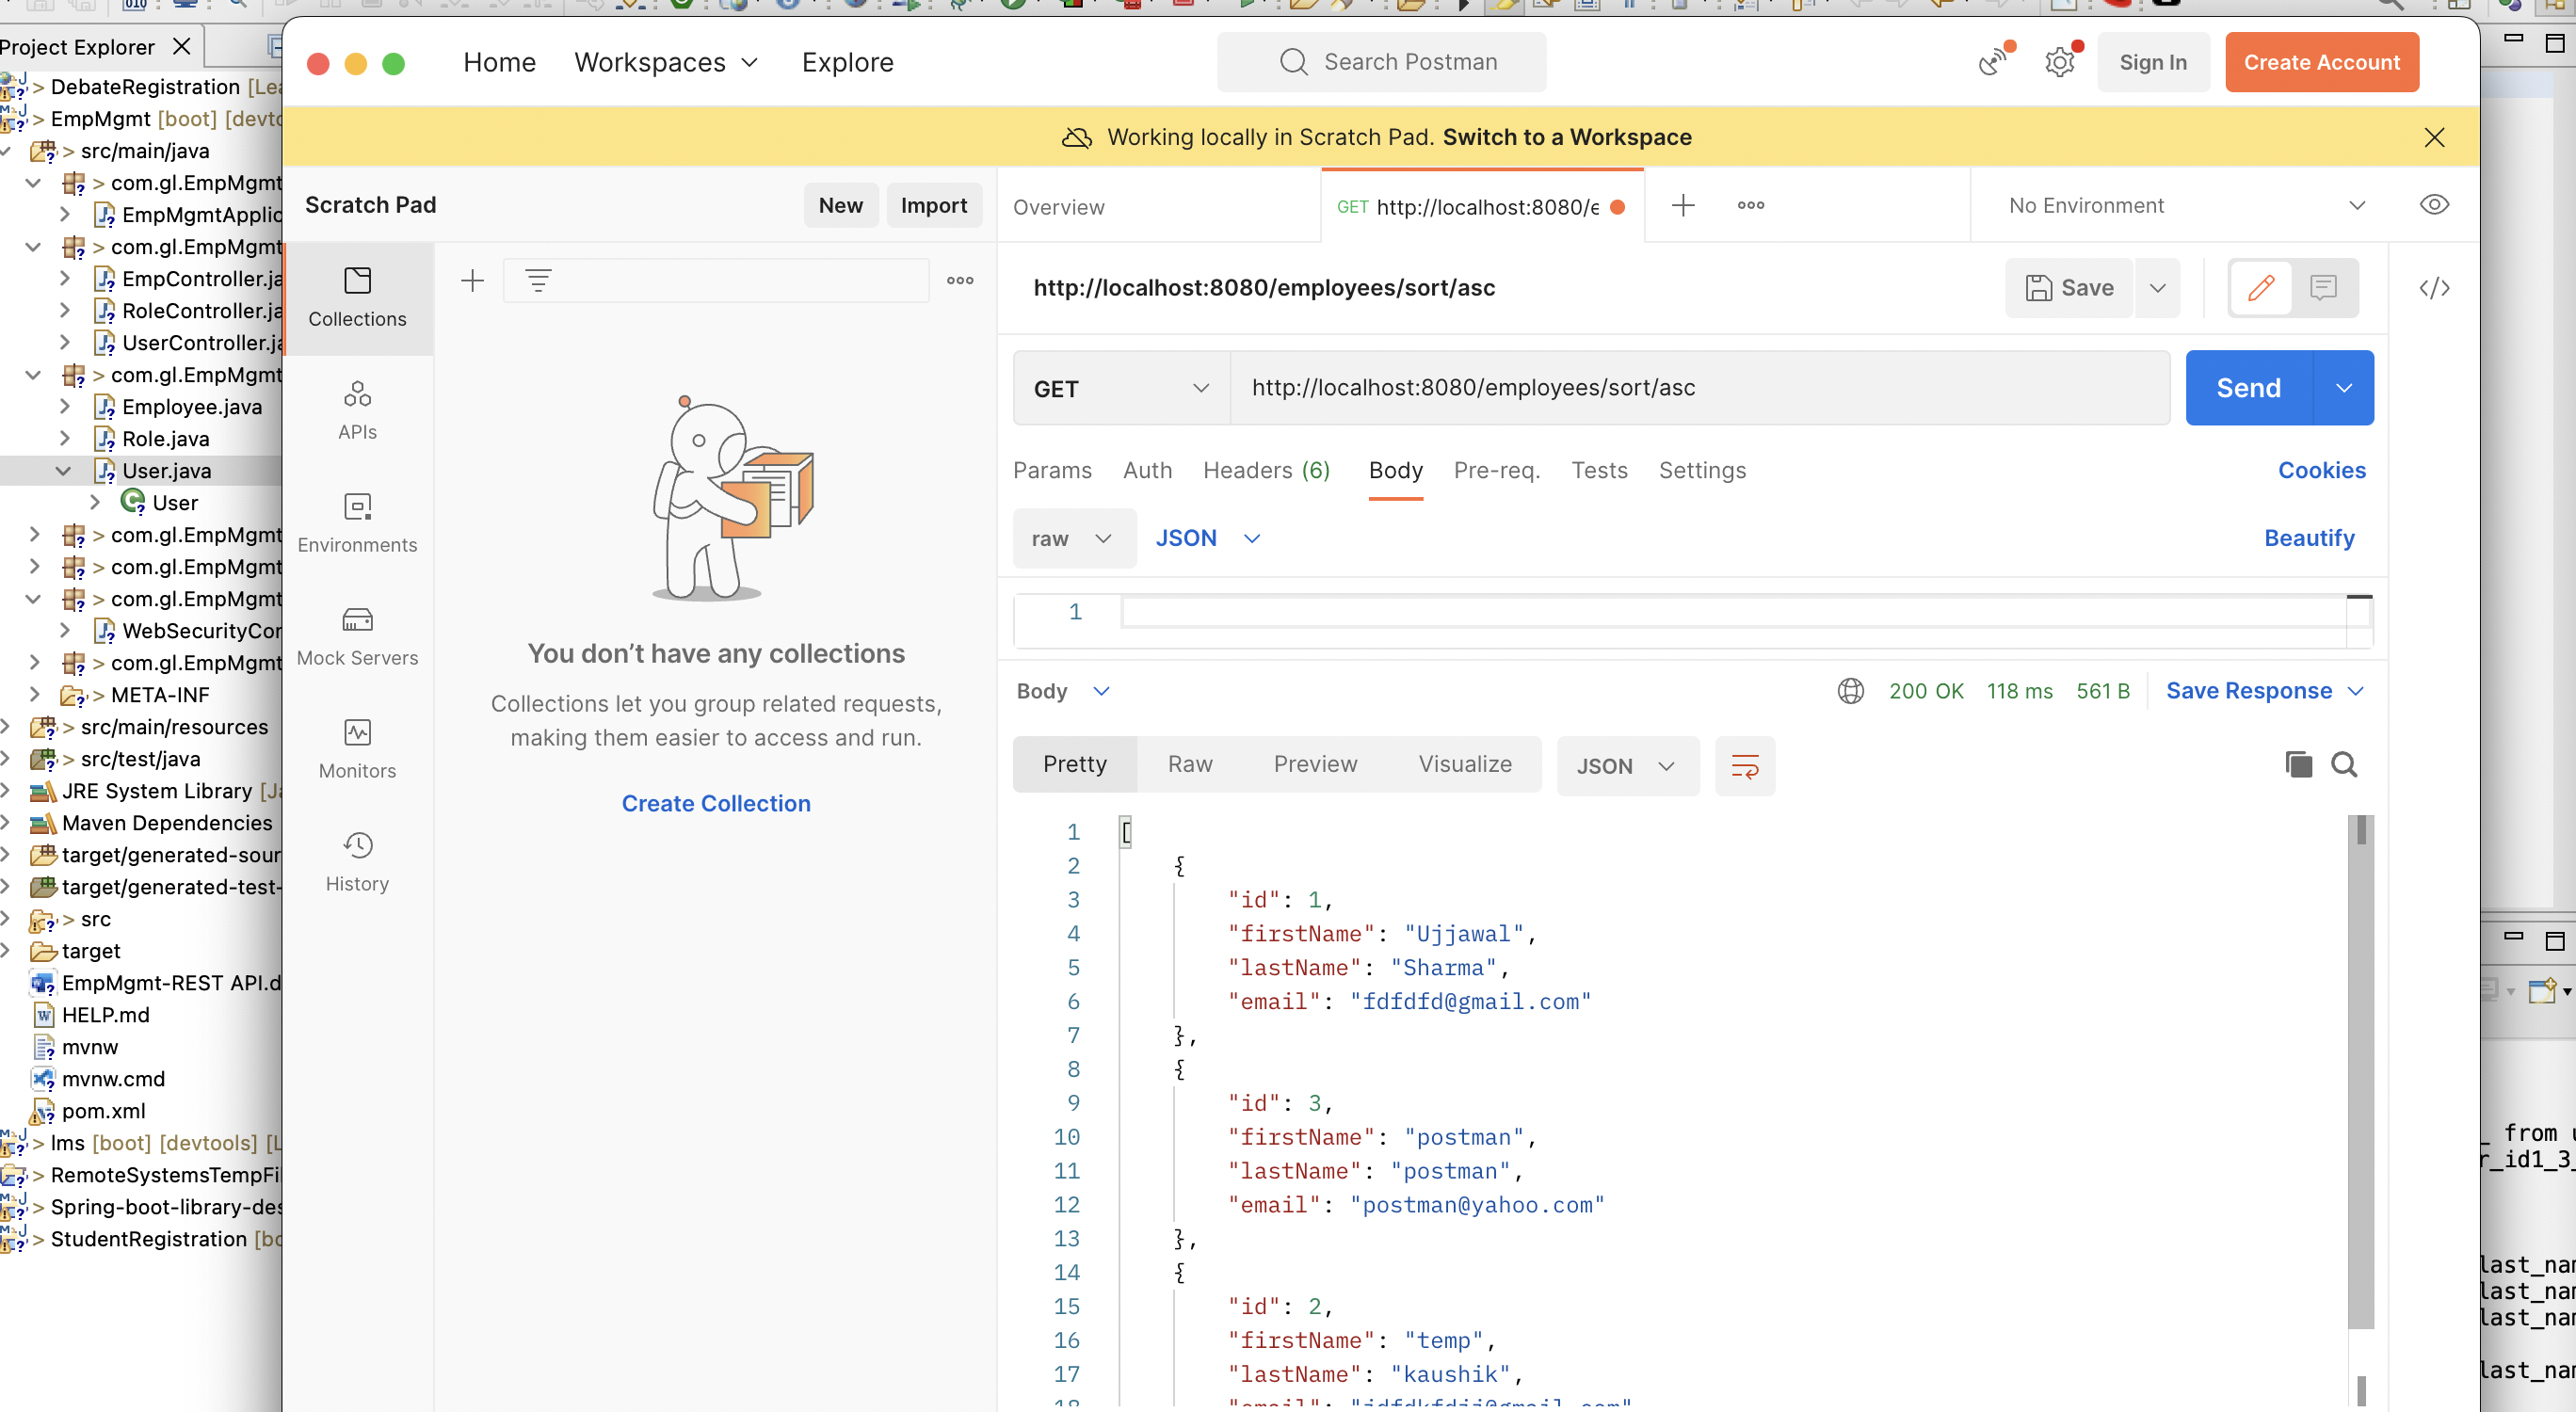 Project Explorer
> DebateRegistration [Lea
> EmpMgmt [boot] [devto
> src/main/java
> com.gl.EmpMgmt
EmpMgmtApplic
> com.gl.EmpMgmt
EmpController.ja
RoleController.ja
UserController.ja
> com.gl.EmpMgmt
Employee.java
Role.java
User.java
User
> com.gl.EmpMgmt
> com.gl.EmpMgmt
> com.gl.EmpMgmt
WebSecurityCon
> com.gl.EmpMgmt
> META-INF
> src/main/resources
> src/test/java
JRE System Library [Ja
Maven Dependencies
target/generated-sour
target/generated-test-
> src
target
EmpMgmt-REST API.d
HELP.md
mvnw
mvnw.cmd
pom.xml
> lms [boot] [devtools] [L
> RemoteSystemsTempFil
> Spring-boot-library-des
> StudentRegistration [bo
Home Workspaces Explore
Search Postman
Sign In Create Account
Working locally in Scratch Pad. Switch to a Workspace
Scratch Pad New Import
Collections
APIs
Environments
Mock Servers
Monitors
History
You don’t have any collections
Collections let you group related requests,
making them easier to access and run.
Create Collection
Overview GET http://localhost:8080/e No Environment
http://localhost:8080/employees/sort/asc Save
GET http://localhost:8080/employees/sort/asc Send
Params Auth Headers (6) Body Pre-req. Tests Settings Cookies
raw JSON Beautify
1
Body 200 OK 118 ms 561 B Save Response
Pretty Raw Preview Visualize JSON
1 [
2 {
3 "id": 1,
4 "firstName": "Ujjawal",
5 "lastName": "Sharma",
6 "email": "fdfdfd@gmail.com"
7 },
8 {
9 "id": 3,
10 "firstName": "postman",
11 "lastName": "postman",
12 "email": "postman@yahoo.com"
13 },
14 {
15 "id": 2,
16 "firstName": "temp",
17 "lastName": "kaushik",
_ from u
r_id1_3_
last_nam
last_nam
last_nam
last_nam